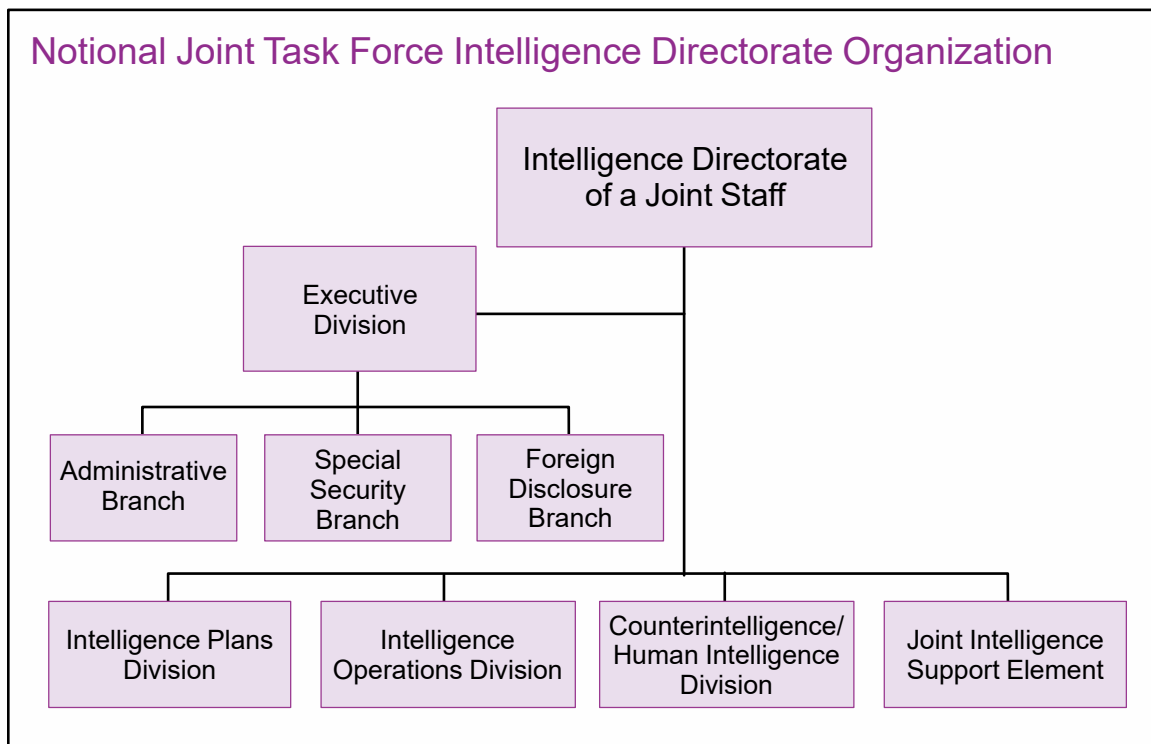 Notional Joint Task Force Intelligence Directorate Organization
Intelligence Directorate
of a Joint Staff
Executive
Division
Administrative
Branch
Special
Security
Branch
Foreign
Disclosure
Branch
Intelligence Plans
Division
Intelligence
Operations Division
Counterintelligence/
Human Intelligence
Division
Joint Intelligence
Support Element